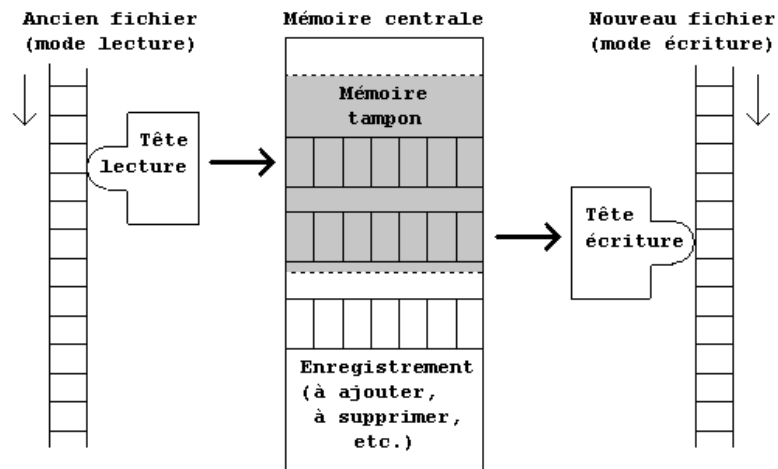 Ancien fichier
(mode lecture)
Mémoire centrale
Nouveau fichier
(mode écriture)
Mémoire
tampon
Tête
lecture
Tête
écriture
Enregistrement
(à ajouter,
à supprimer,
etc.)